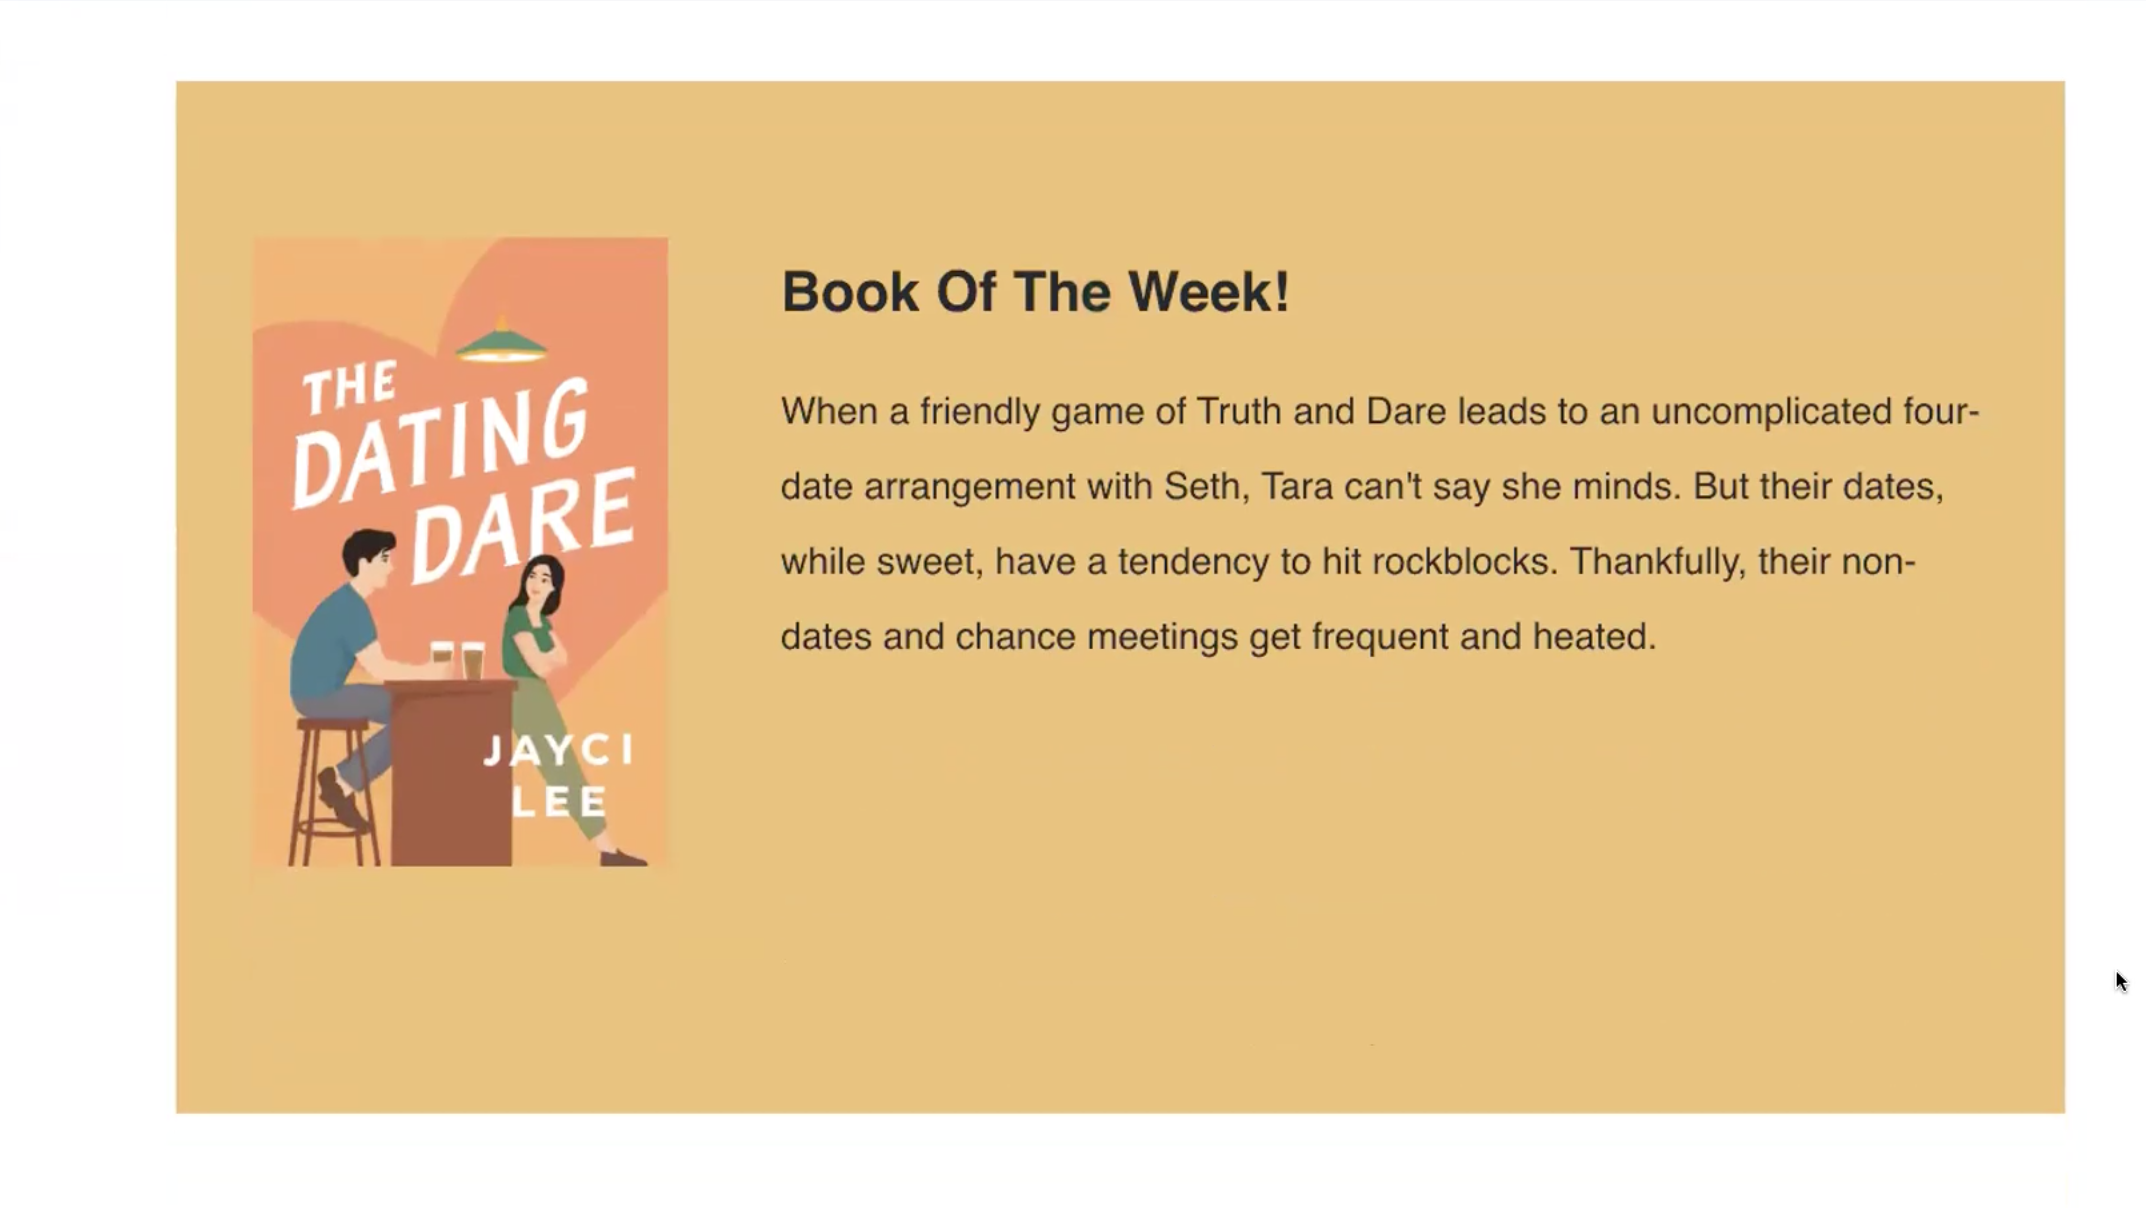 THE
DATING
DARE
JAYCI
LEE
Book Of The Week!
When a friendly game of Truth and Dare leads to an uncomplicated four-
date arrangement with Seth, Tara can't say she minds. But their dates,
while sweet, have a tendency to hit rockblocks. Thankfully, their non-
dates and chance meetings get frequent and heated.